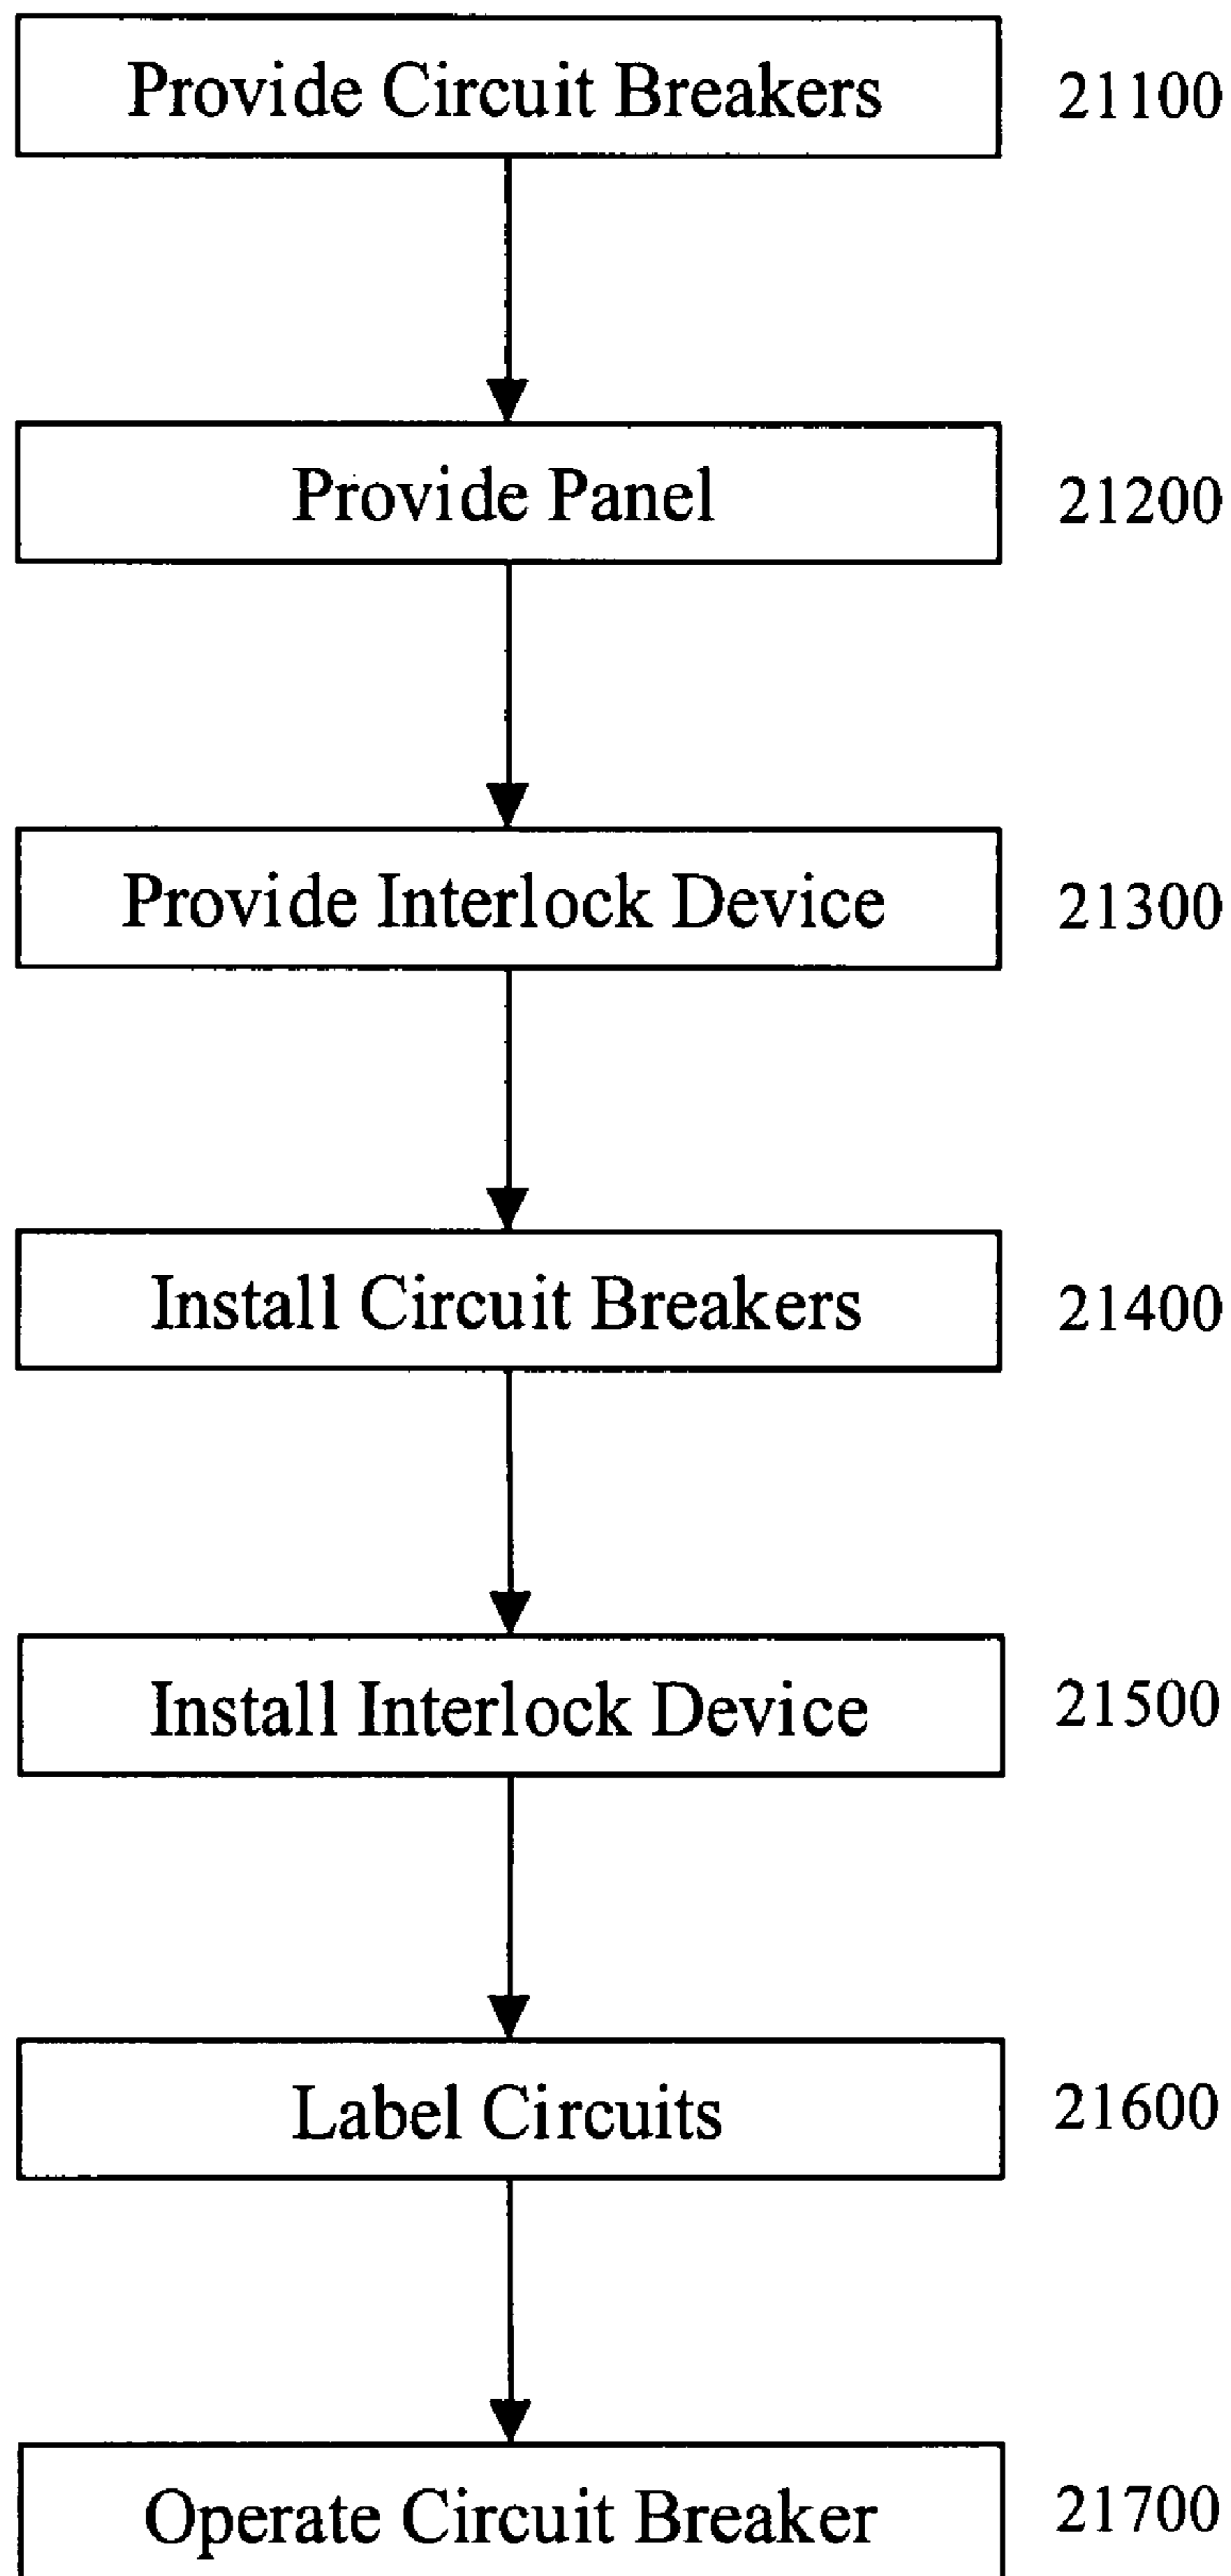 Provide Circuit Breakers 21100
Provide Panel 21200
Provide Interlock Device 21300
Install Circuit Breakers 21400
Install Interlock Device 21500
Label Circuits 21600
Operate Circuit Breaker 21700